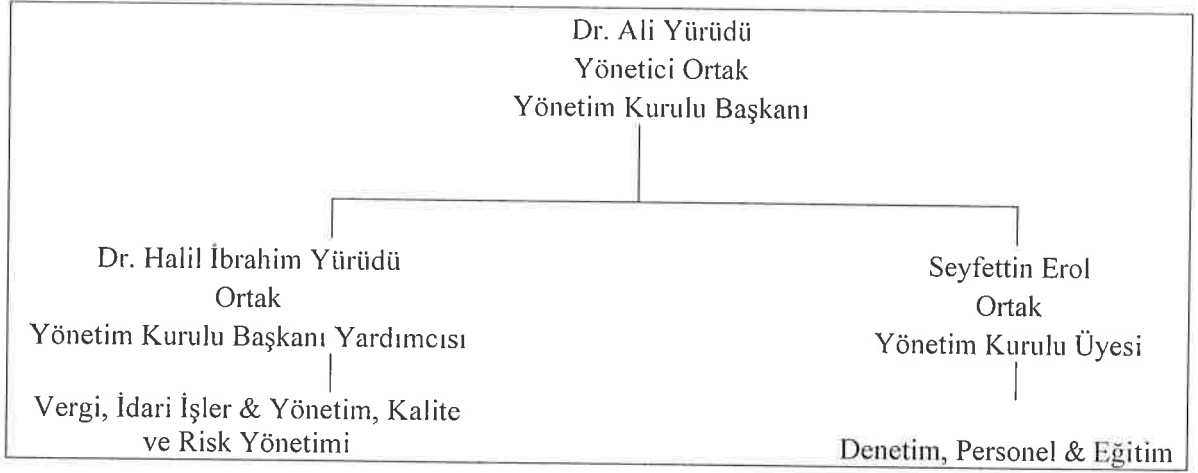 Dr. Ali Yürüdü
Yönetici Ortak
Yönetim Kurulu Başkanı
Dr. Halil İbrahim Yürüdü
Ortak
Yönetim Kurulu Başkanı Yardımcısı
Vergi, İdari İşler & Yönetim, Kalite
ve Risk Yönetimi
Seyfettin Erol
Ortak
Yönetim Kurulu Üyesi
Denetim, Personel & Eğitim